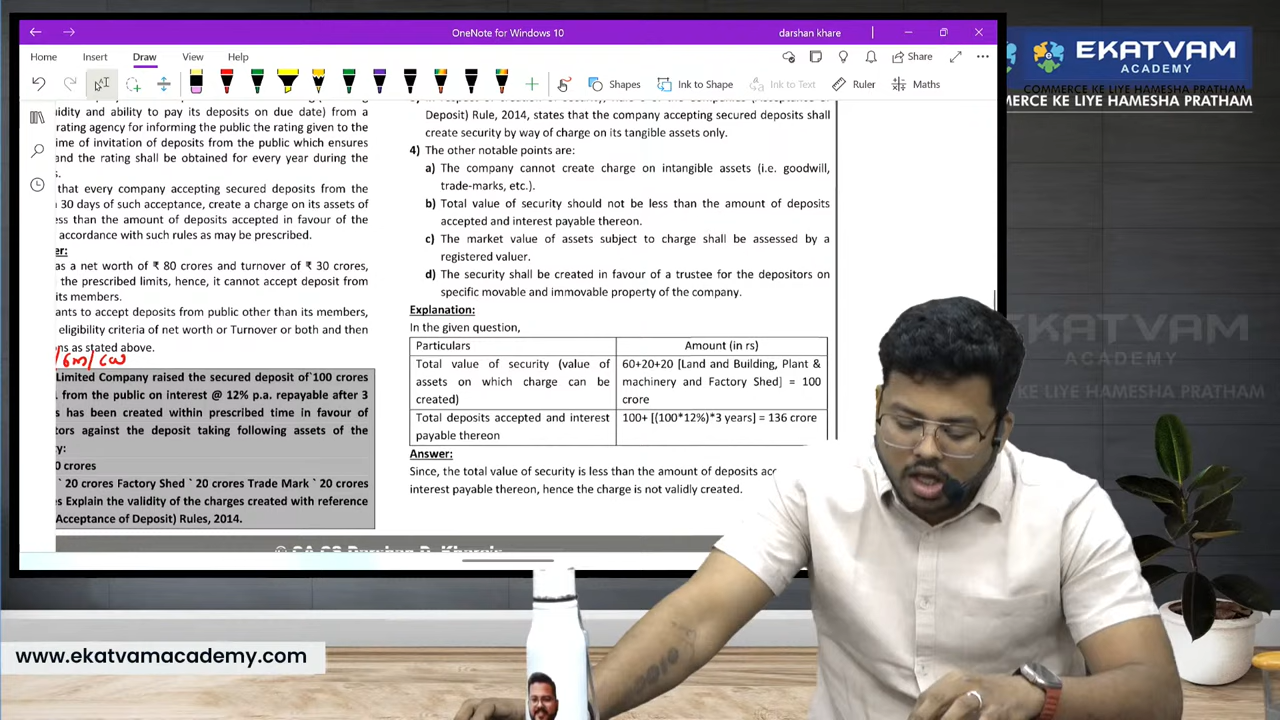 OneNote for Windows 10
darshan khare
Home
Insert
Draw
View
Help
Share
Shapes
Ink to Shape
Ink to Text
Ruler
Maths
uidity and ability to pay its deposits on due date) from a
rating agency for informing the public the rating given to the
ime of invitation of deposits from the public which ensures
and the rating shall be obtained for every year during the
s.
that every company accepting secured deposits from the
30 days of such acceptance, create a charge on its assets of
ess than the amount of deposits accepted in favour of the
accordance with such rules as may be prescribed.
er:
as a net worth of ₹ 80 crores and turnover of ₹ 30 crores,
the prescribed limits, hence, it cannot accept deposit from
its members.
ants to accept deposits from public other than its members,
eligibility criteria of net worth or Turnover or both and then
ns as stated above.
Limited Company raised the secured deposit of`100 crores
from the public on interest @ 12% p.a. repayable after 3
s has been created within prescribed time in favour of
tors against the deposit taking following assets of the
y:
0 crores
` 20 crores Factory Shed ` 20 crores Trade Mark ` 20 crores
s Explain the validity of the charges created with reference
Acceptance of Deposit) Rules, 2014.
Deposit) Rule, 2014, states that the company accepting secured deposits shall
create security by way of charge on its tangible assets only.
4) The other notable points are:
a) The company cannot create charge on intangible assets (i.e. goodwill,
trade-marks, etc.).
b) Total value of security should not be less than the amount of deposits
accepted and interest payable thereon.
c) The market value of assets subject to charge shall be assessed by a
registered valuer.
d) The security shall be created in favour of a trustee for the depositors on
specific movable and immovable property of the company.
Explanation:
In the given question,
Particulars Amount (in rs)
Total value of security (value of assets on which charge can be created) 60+20+20 [Land and Building, Plant & machinery and Factory Shed] = 100 crore
Total deposits accepted and interest payable thereon 100+ [(100*12%)*3 years] = 136 crore
Answer:
Since, the total value of security is less than the amount of deposits acc
interest payable thereon, hence the charge is not validly created.
EKATVAM
ACADEMY
COMMERCE KE LIYE HAMESHA PRATHAM
MERCE KE LIYE HAMESHA PRATHAM
EKATVAM
ACADEMY
KE LIYE HAMESHA PRATHAM
www.ekatvamacademy.com